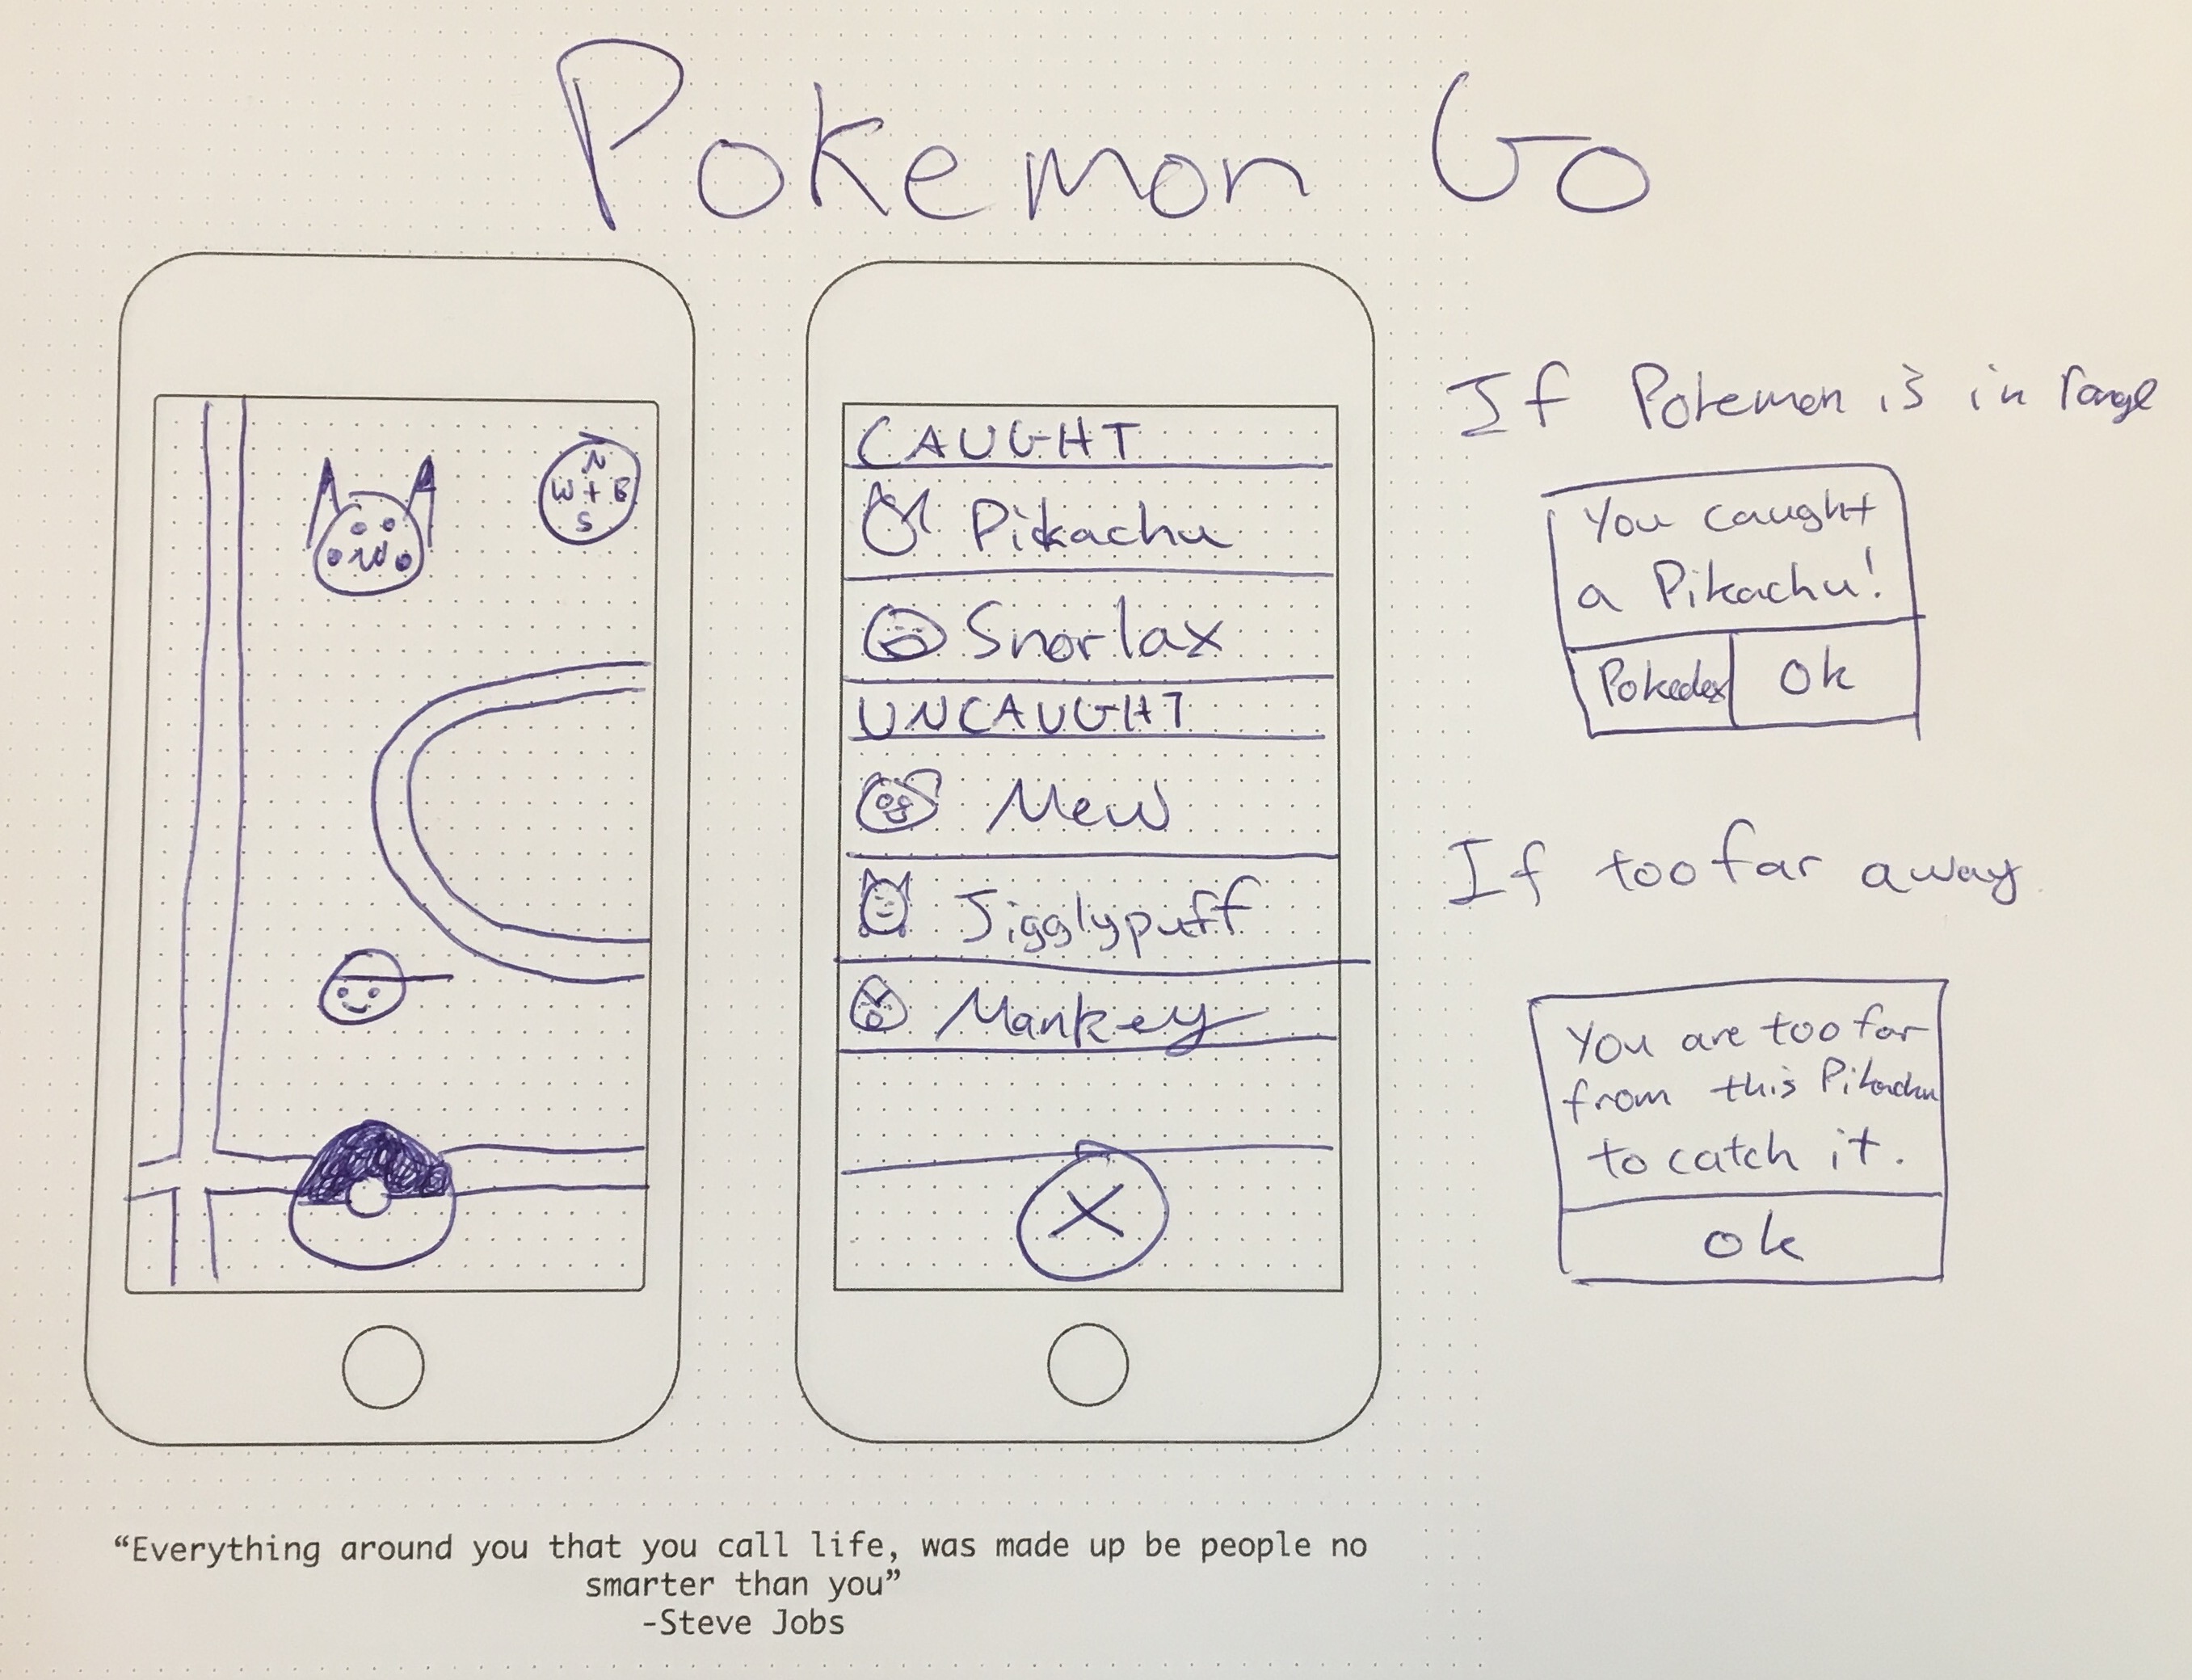 Pokemon Go
N
W + E
S
CAUGHT
Pikachu
Snorlax
UNCAUGHT
Mew
Jigglypuff
Mankey
X
If Pokemon is in range
You caught
a Pikachu!
Pokedex Ok
If too far away
You are too far
from this Pikachu
to catch it.
Ok
“Everything around you that you call life, was made up be people no
smarter than you”
-Steve Jobs